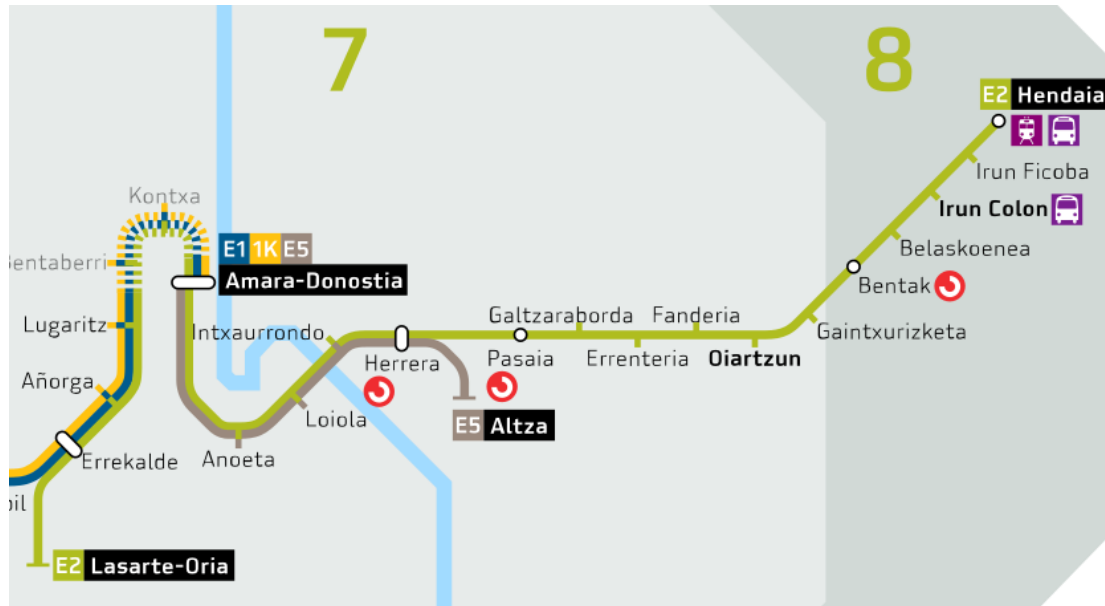 7
8
E2 Hendaia
Irun Ficoba
Irun Colon
Belaskoenea
Bentak
Gaintxurizketa
Kontxa
E1 1K E5
Amara-Donostia
Lugaritz
Añorga
Errekalde
E2 Lasarte-Oria
Intxaurrondo
Herrera
Loiola
Anoeta
Galtzaraborda
Fanderia
Pasaia
Errenteria
Oiartzun
E5 Altza